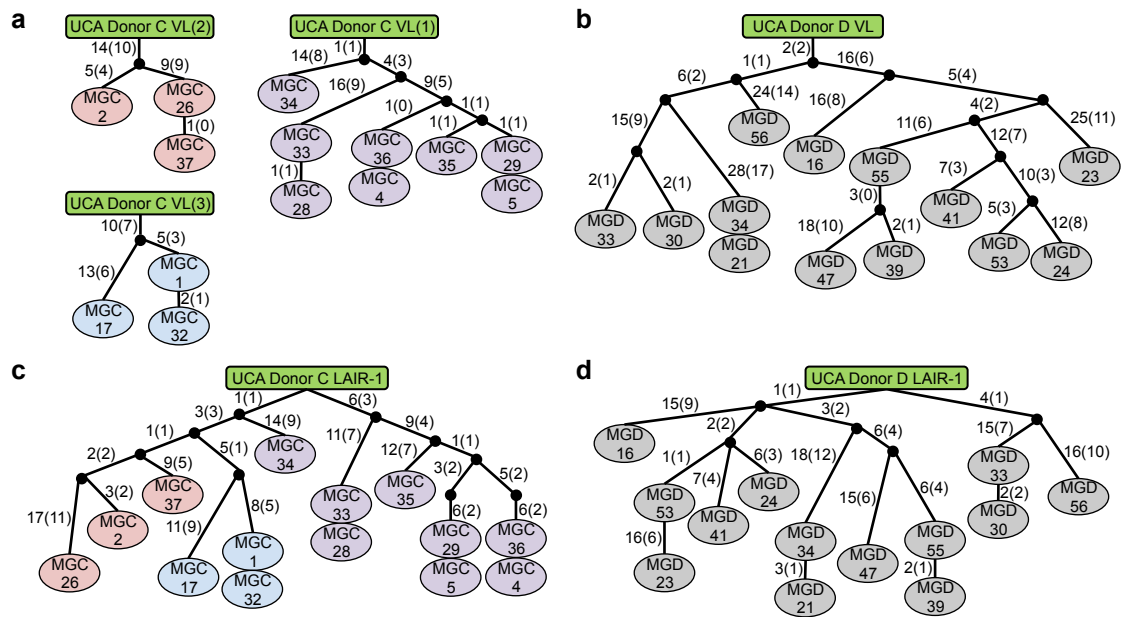 a
UCA Donor C VL(2)
14(10)
5(4)
9(9)
MGC
2
MGC
26
1(0)
MGC
37
UCA Donor C VL(1)
1(1)
14(8)
4(3)
MGC
34
16(9)
9(5)
1(0)
1(1)
1(1)
1(1)
MGC
33
MGC
36
MGC
35
MGC
29
1(1)
MGC
28
4
5
UCA Donor C VL(3)
10(7)
5(3)
13(6)
MGC
1
2(1)
MGC
17
MGC
32
b
UCA Donor D VL
2(2)
1(1)
16(6)
6(2)
24(14)
5(4)
15(9)
MGD
56
16(8)
4(2)
25(11)
11(6)
12(7)
MGD
16
MGD
55
MGD
23
2(1)
2(1)
28(17)
3(0)
7(3)
10(3)
MGD
33
MGD
30
MGD
34
MGD
21
18(10)
2(1)
MGD
41
5(3)
12(8)
MGD
47
MGD
39
MGD
53
MGD
24
c
UCA Donor C LAIR-1
1(1)
6(3)
3(3)
14(9)
1(1)
5(1)
MGC
34
11(7)
9(4)
2(2)
9(5)
12(7)
1(1)
3(2)
MGC
37
3(2)
5(2)
17(11)
MGC
2
11(9)
8(5)
MGC
33
MGC
28
MGC
35
6(2)
6(2)
MGC
26
MGC
17
MGC
1
MGC
32
MGC
29
MGC
5
MGC
36
MGC
4
d
UCA Donor D LAIR-1
1(1)
4(1)
15(9)
2(2)
3(2)
MGD
16
1(1)
7(4)
6(3)
18(12)
6(4)
15(7)
16(10)
MGD
53
MGD
41
MGD
24
15(6)
6(4)
MGD
33
2(2)
MGD
30
MGD
56
16(6)
MGD
23
MGD
34
3(1)
MGD
21
MGD
47
MGD
55
2(1)
MGD
39